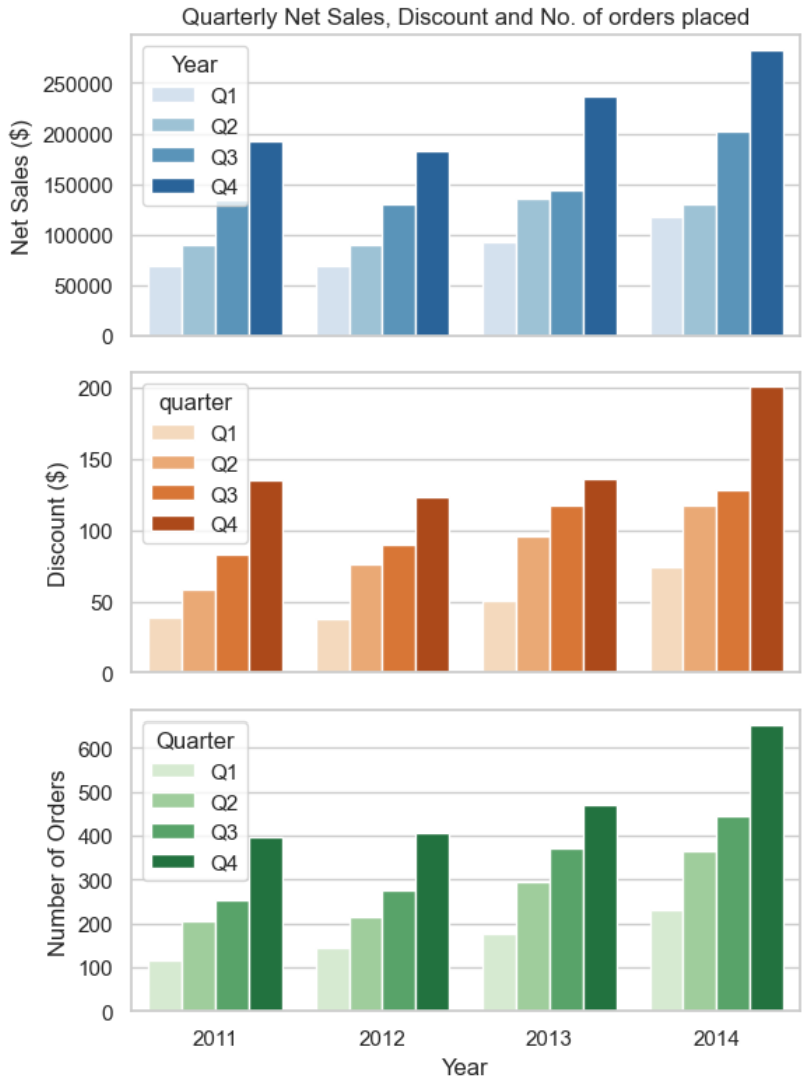 Quarterly Net Sales, Discount and No. of orders placed
Net Sales ($)
250000
200000
150000
100000
50000
0
Year
Q1
Q2
Q3
Q4
Discount ($)
200
150
100
50
0
quarter
Q1
Q2
Q3
Q4
Number of Orders
600
500
400
300
200
100
0
Quarter
Q1
Q2
Q3
Q4
2011 2012 2013 2014
Year